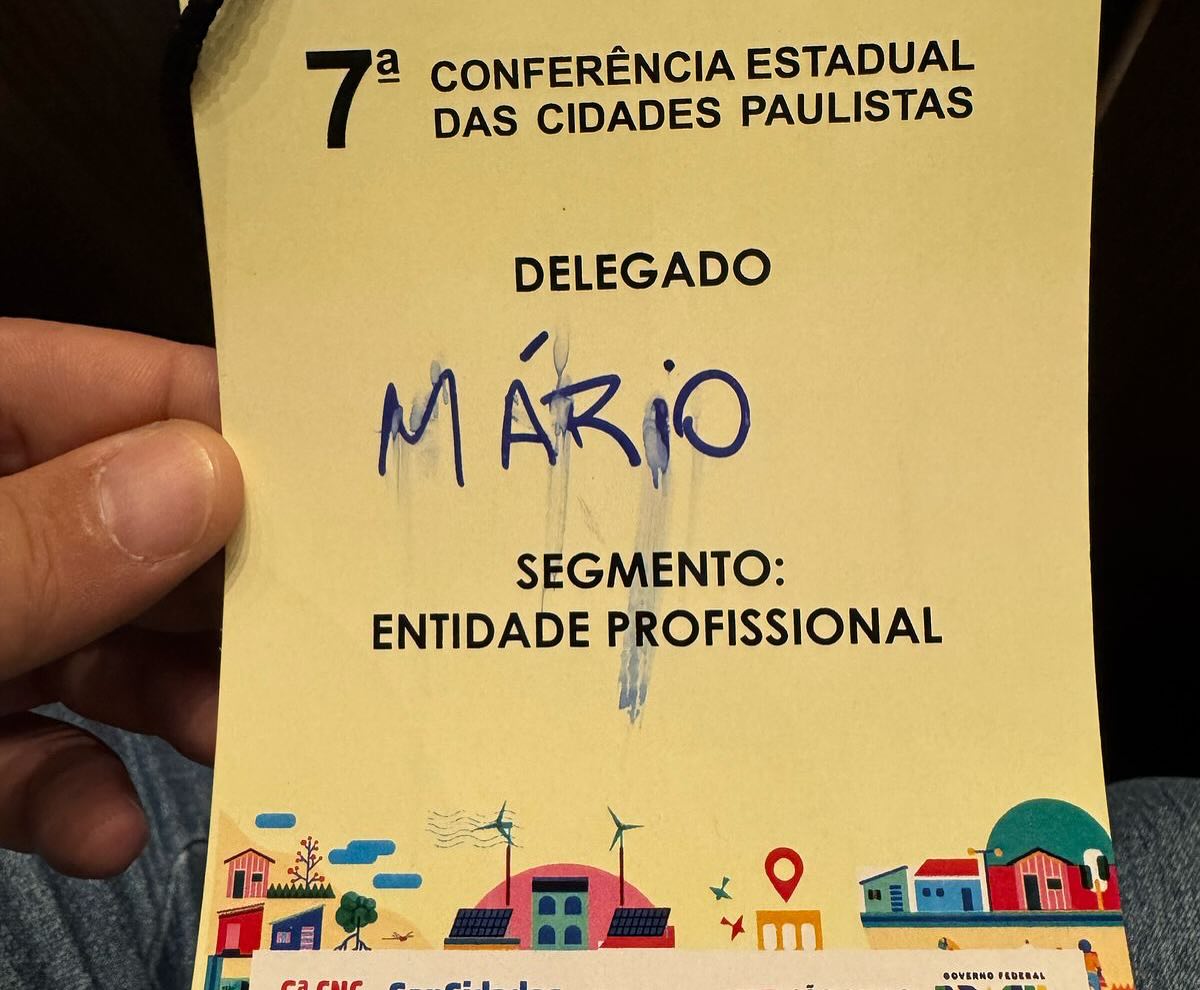 7ª CONFERÊNCIA ESTADUAL
DAS CIDADES PAULISTAS
DELEGADO
MÁRiO
SEGMENTO:
ENTIDADE PROFISSIONAL
GOVERNO FEDERAL